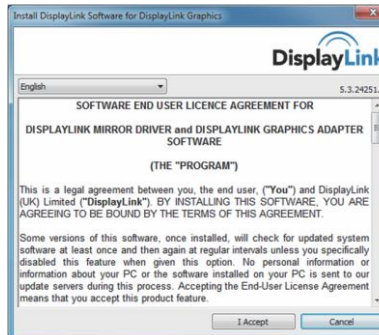 Install DisplayLink Software for DisplayLink Graphics
DisplayLink
English
5.3.24251.
SOFTWARE END USER LICENCE AGREEMENT FOR
DISPLAYLINK MIRROR DRIVER and DISPLAYLINK GRAPHICS ADAPTER
SOFTWARE
(THE "PROGRAM")
This is a legal agreement between you, the end user, ("You") and DisplayLink
(UK) Limited ("DisplayLink"). BY INSTALLING THIS SOFTWARE, YOU ARE
AGREEING TO BE BOUND BY THE TERMS OF THIS AGREEMENT.
Some versions of this software, once installed, will check for updated system
software at least once and then again at regular intervals unless you specifically
disabled this feature when given this option. No personal information or
information about your PC or the software installed on your PC is sent to our
update servers during this process. Accepting the End-User License Agreement
means that you accept this product feature.
I Accept
Cancel